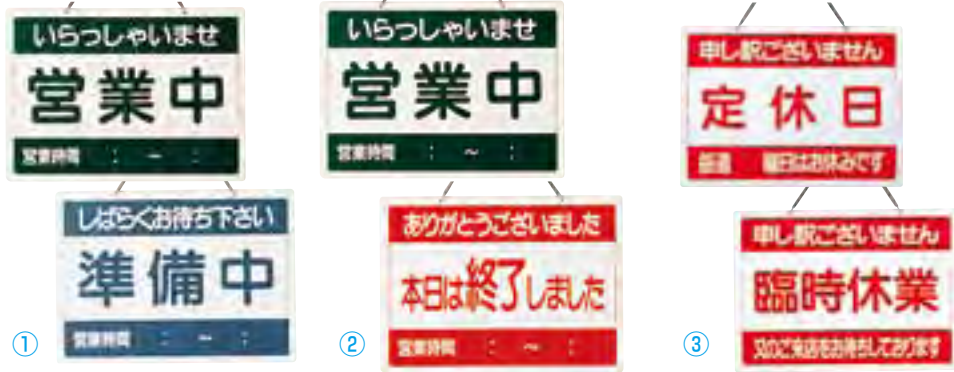 いらっしゃいませ
営業中
営業時間 : ～ :
しばらくお待ち下さい
準備中
営業時間 : ～ :
①
いらっしゃいませ
営業中
営業時間 : ～ :
ありがとうございました
本日は終了しました
営業時間 : ～ :
②
申し訳ございません
定休日
毎週 曜日はお休みです
申し訳ございません
臨時休業
又のご来店をお待ちしております
③